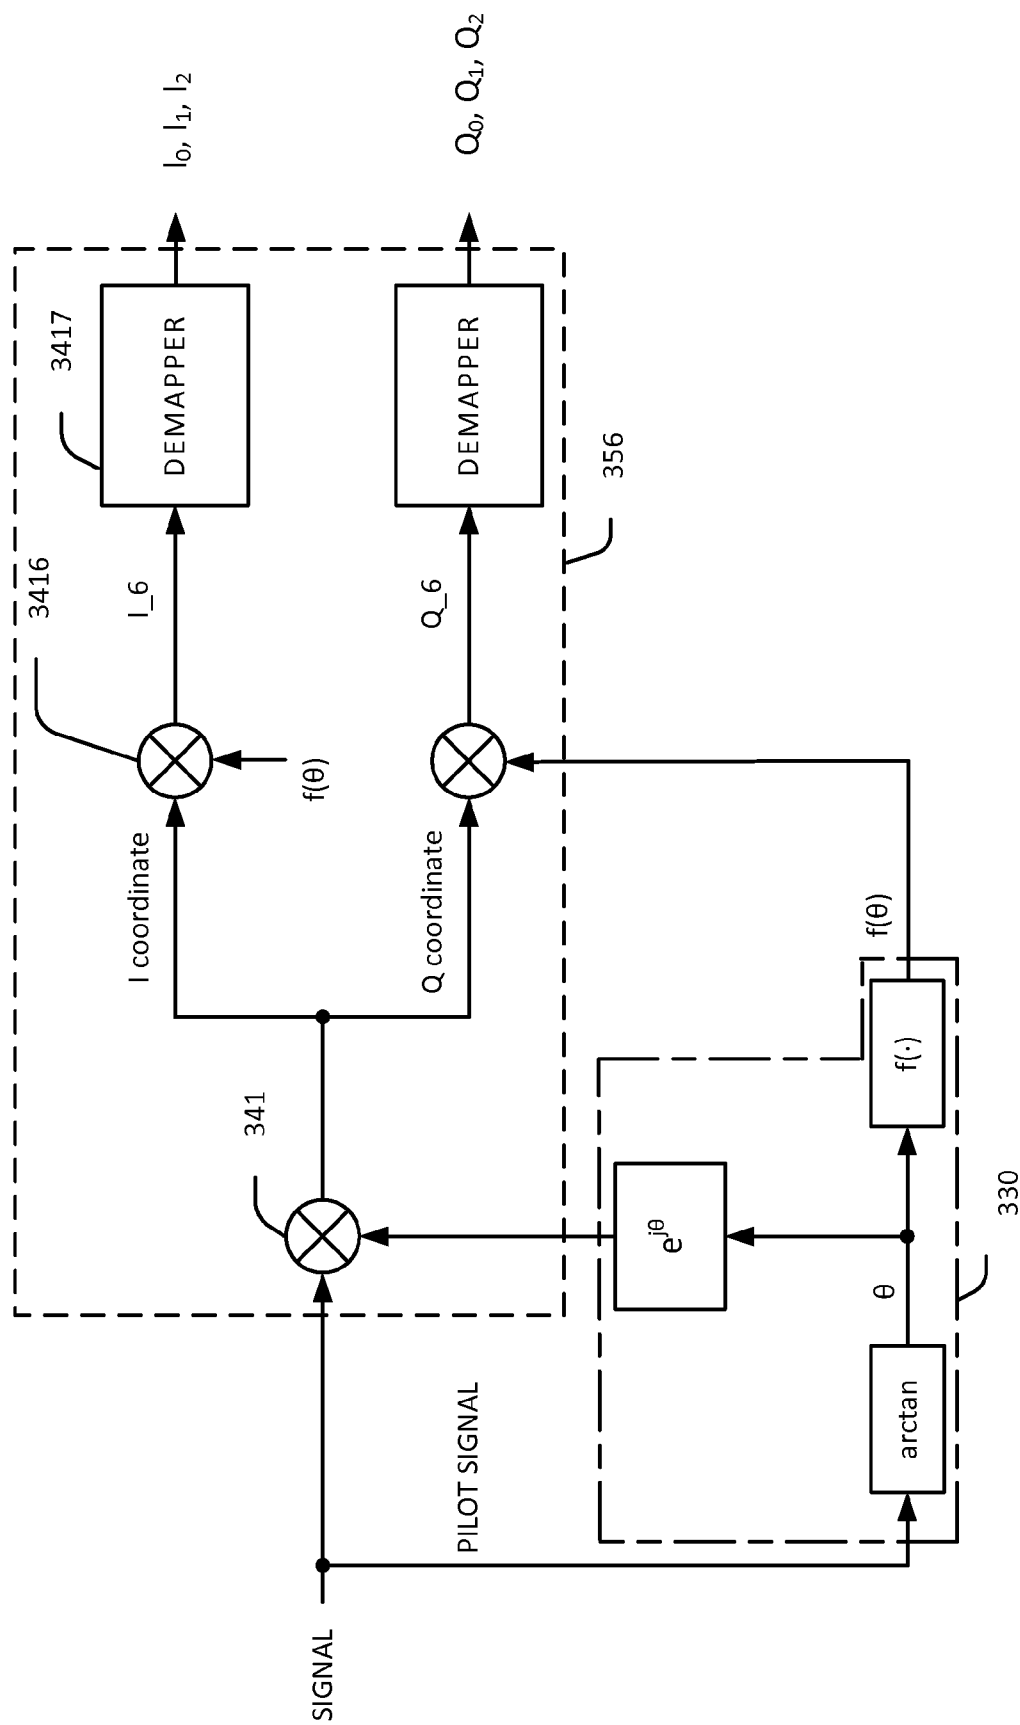 I₀, I₁, I₂
3417
DEMAPPER
I_6
3416
f(θ)
I coordinate
341
SIGNAL
Q₀, Q₁, Q₂
DEMAPPER
356
Q_6
Q coordinate
PILOT SIGNAL
e^jθ
f(θ)
f(·)
θ
arctan
330